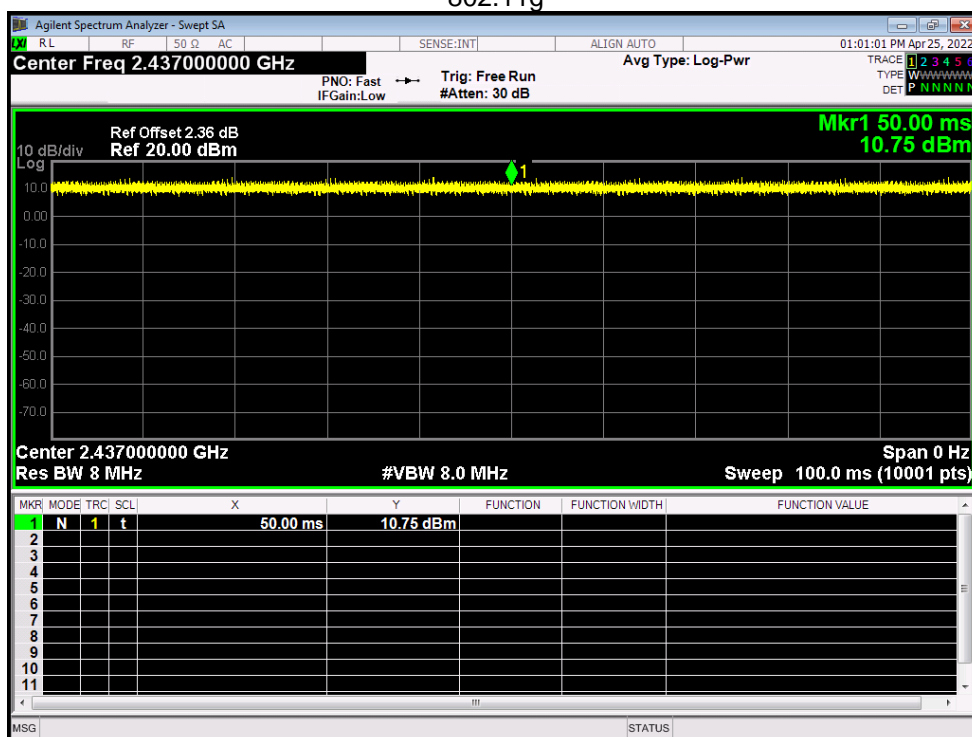 802.11g
Agilent Spectrum Analyzer - Swept SA
LXI RL RF 50 Ω AC SENSE:INT ALIGN AUTO 01:01:01 PM Apr 25, 2022
Center Freq 2.437000000 GHz Avg Type: Log-Pwr TRACE 1 2 3 4 5 6
PNO: Fast Trig: Free Run TYPE WWWWWW
IFGain:Low #Atten: 30 dB DET P N N N N N
Mkr1 50.00 ms
Ref Offset 2.36 dB
10 dB/div Ref 20.00 dBm 10.75 dBm
Log
1
10.0
0.00
-10.0
-20.0
-30.0
-40.0
-50.0
-60.0
-70.0
Center 2.437000000 GHz Span 0 Hz
Res BW 8 MHz #VBW 8.0 MHz Sweep 100.0 ms (10001 pts)
MKR MODE TRC SCL X Y FUNCTION FUNCTION WIDTH FUNCTION VALUE
1 N 1 t 50.00 ms 10.75 dBm
2
3
4
5
6
7
8
9
10
11
MSG STATUS